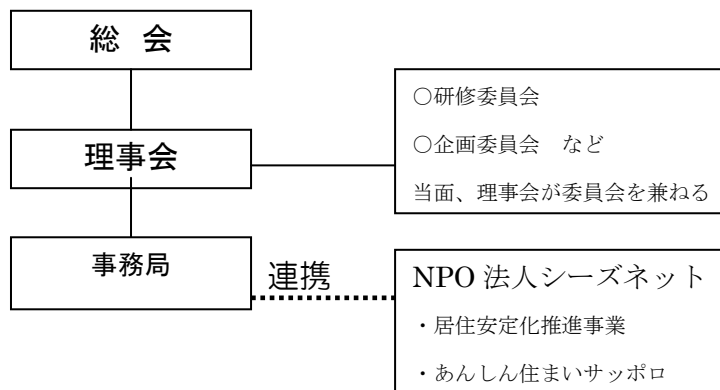 総 会
理事会
○研修委員会
○企画委員会 など
当面、理事会が委員会を兼ねる
事務局
連携
NPO 法人シーズネット
・居住安定化推進事業
・あんしん住まいサッポロ